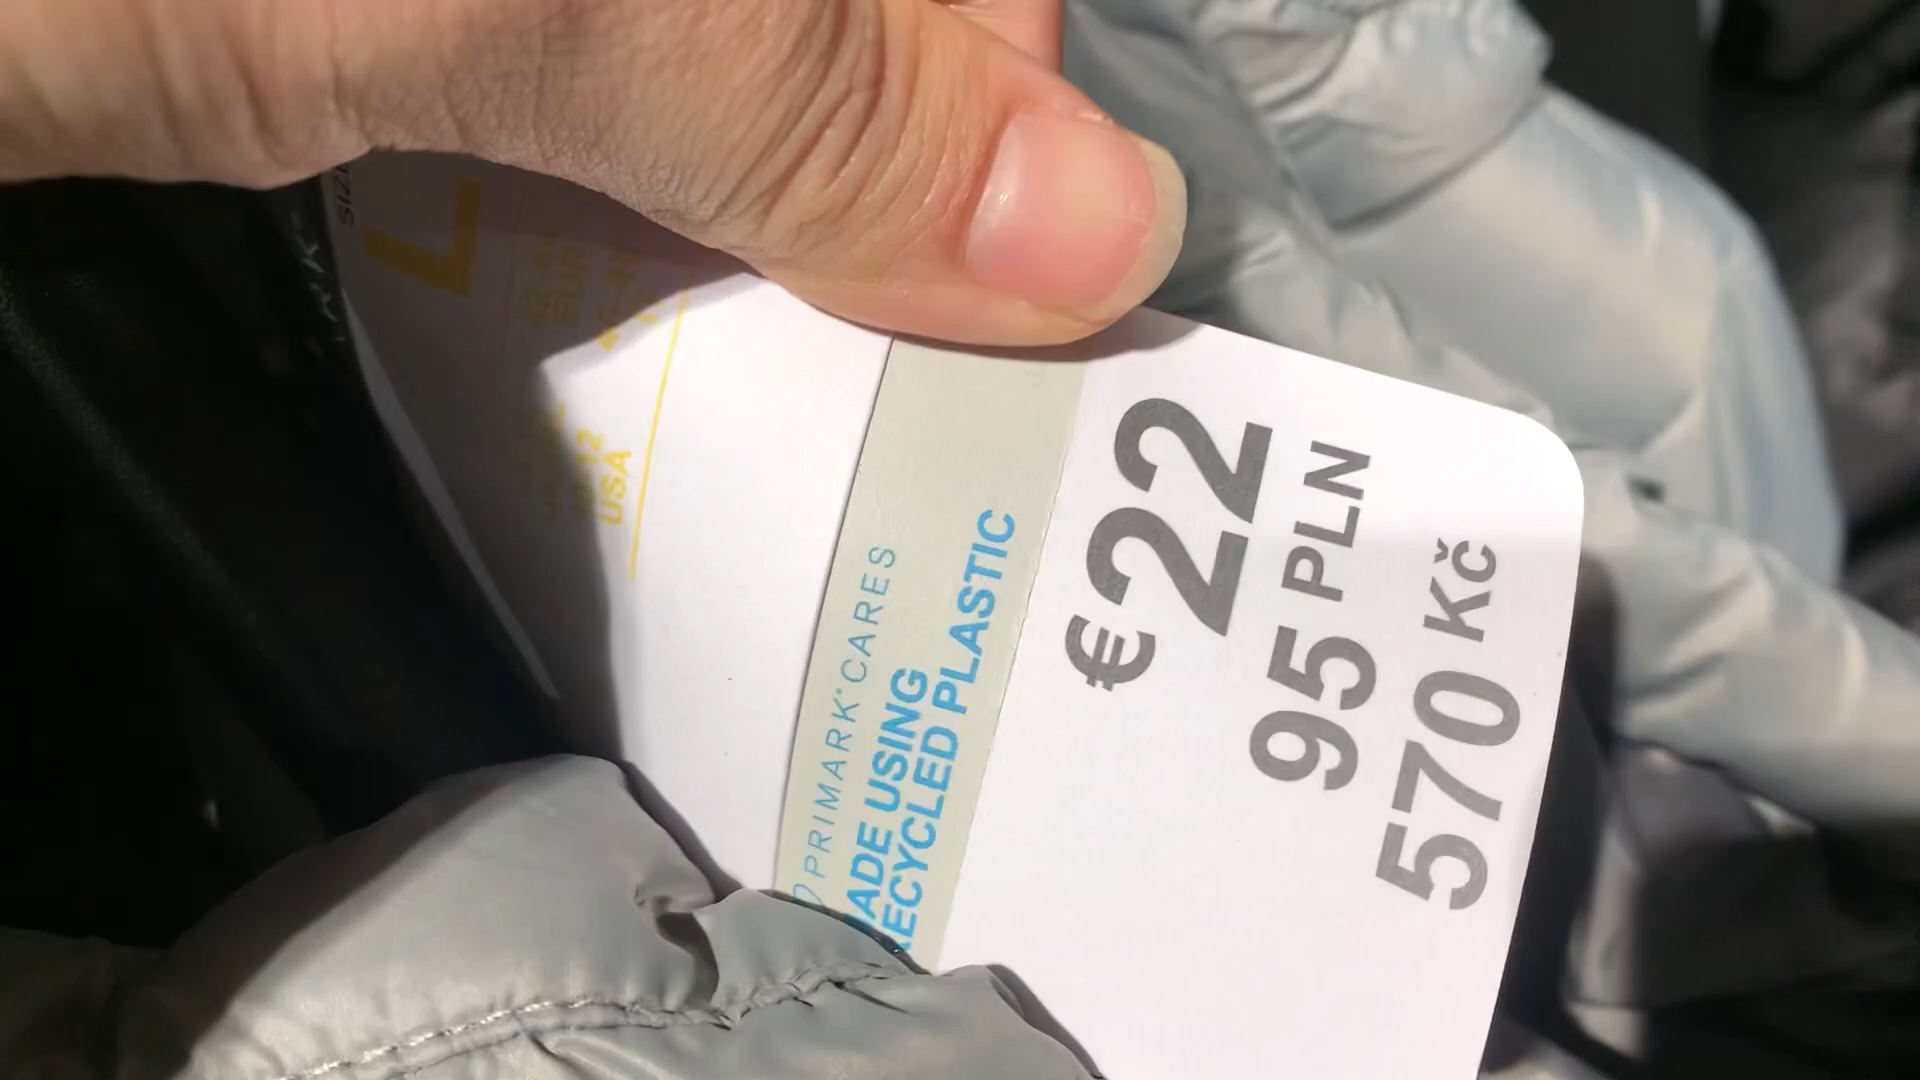 L
USA
PRIMARK CARES
ADE USING
ECYCLED PLASTIC
€22
95 PLN
570 Kč